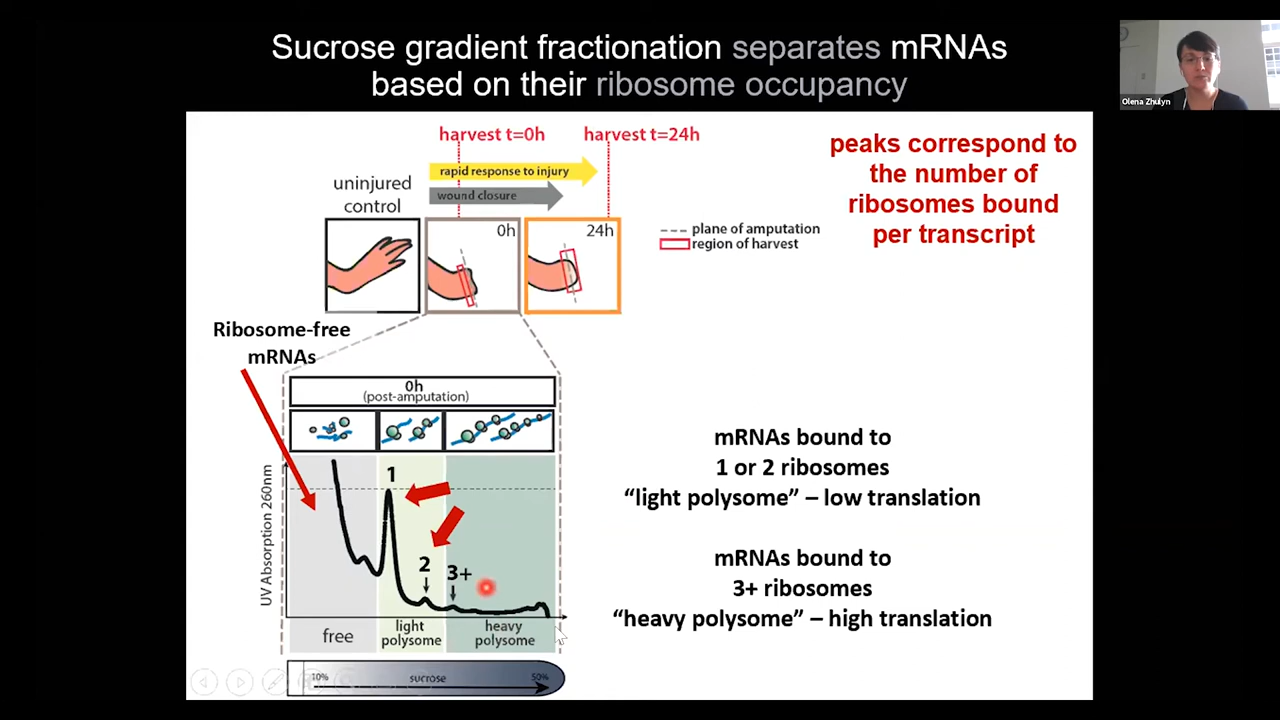 Sucrose gradient fractionation separates mRNAs
based on their ribosome occupancy
Olena Zhulyn
harvest t=0h
harvest t=24h
rapid response to injury
wound closure
uninjured
control
0h
24h
plane of amputation
region of harvest
peaks correspond to
the number of
ribosomes bound
per transcript
Ribosome-free
mRNAs
0h
(post-amputation)
UV Absorption 260nm
1
2
3+
free
light
polysome
heavy
polysome
10%
sucrose
50%
mRNAs bound to
1 or 2 ribosomes
“light polysome” – low translation
mRNAs bound to
3+ ribosomes
“heavy polysome” – high translation